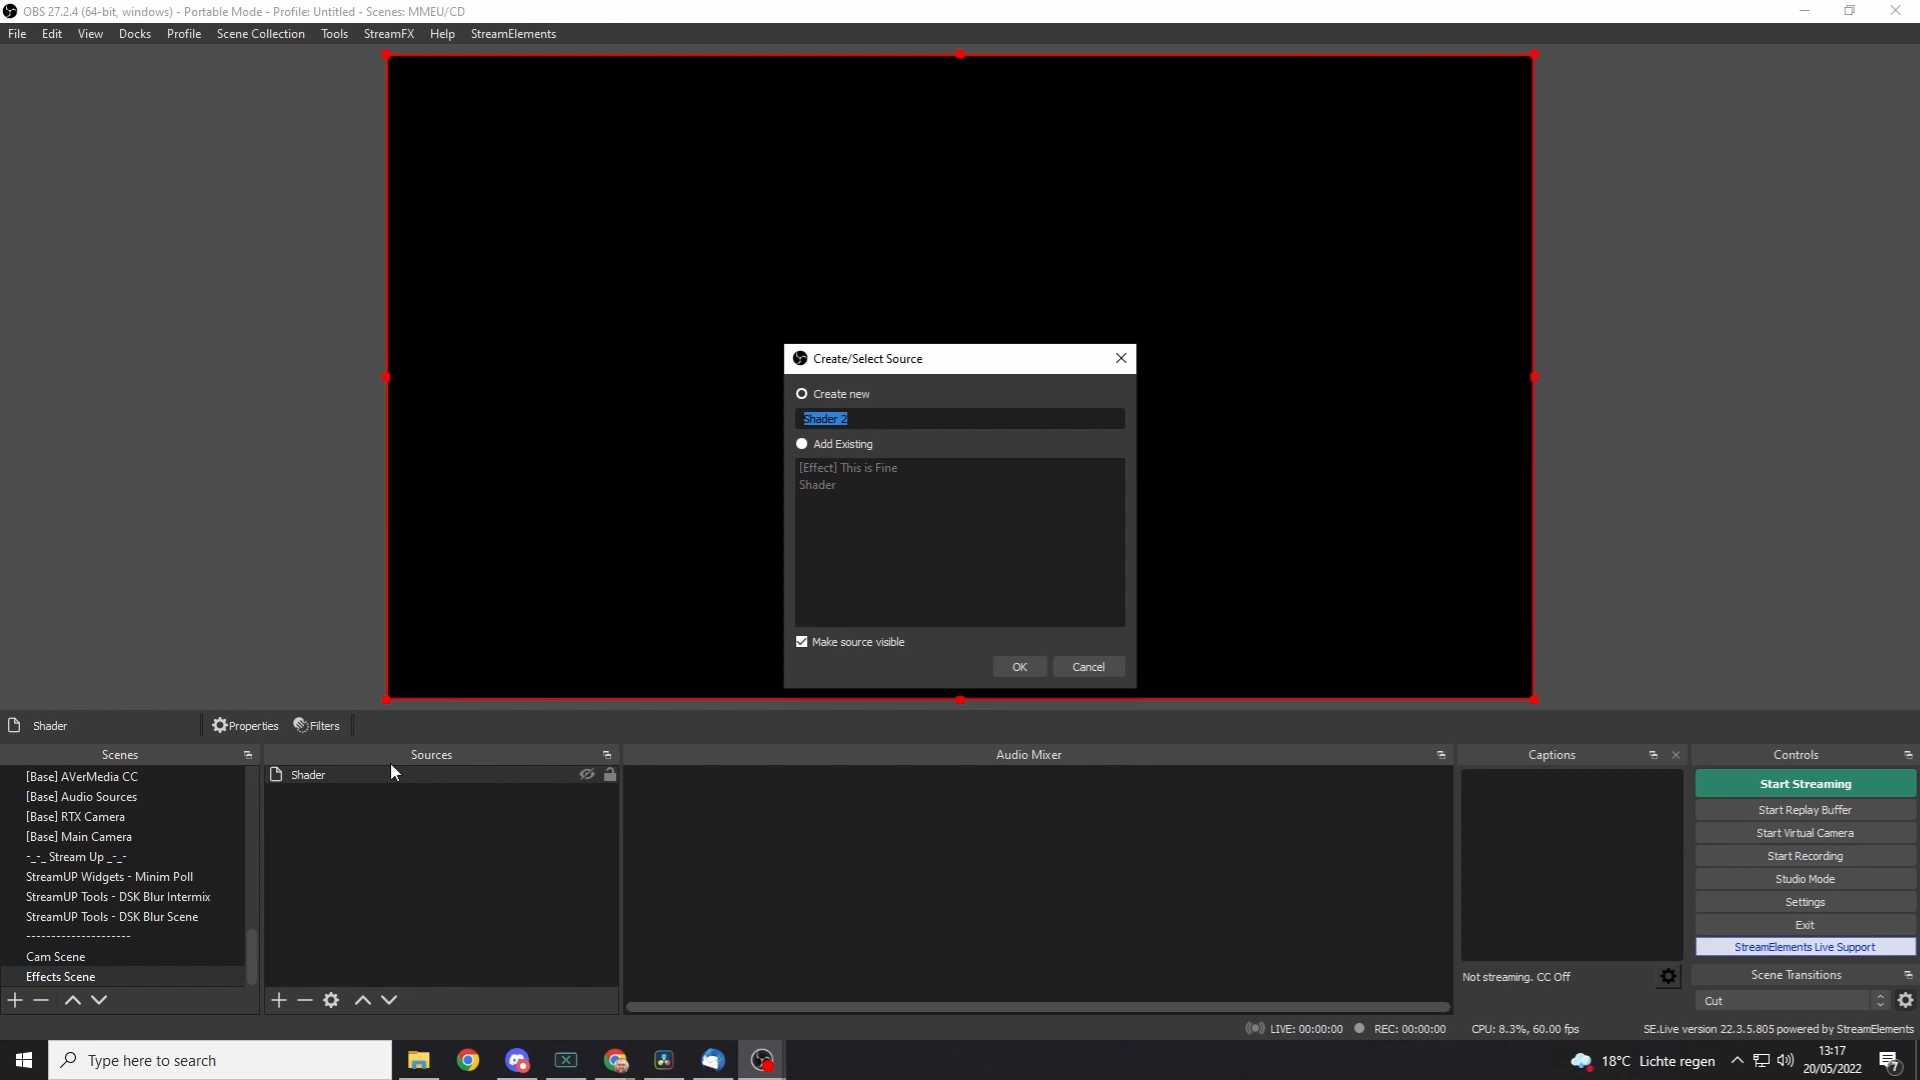 OBS 27.2.4 (64-bit, windows) - Portable Mode - Profile: Untitled - Scenes: MMEU/CD
File Edit View Docks Profile Scene Collection Tools StreamFX Help StreamElements
Create/Select Source
Create new
Shader 2
Add Existing
[Effect] This is Fine
Shader
Make source visible
OK Cancel
Shader Properties Filters
Scenes Sources Audio Mixer Captions Controls
[Base] AVerMedia CC
[Base] Audio Sources
[Base] RTX Camera
[Base] Main Camera
-_-_ Stream Up _-_-
StreamUP Widgets - Minim Poll
StreamUP Tools - DSK Blur Intermix
StreamUP Tools - DSK Blur Scene
---------------------
Cam Scene
Effects Scene
Shader
Not streaming. CC Off
Start Streaming
Start Replay Buffer
Start Virtual Camera
Start Recording
Studio Mode
Settings
Exit
StreamElements Live Support
Scene Transitions
Cut
LIVE: 00:00:00 REC: 00:00:00 CPU: 8.3%, 60.00 fps SE.Live version 22.3.5.805 powered by StreamElements
Type here to search
18°C Lichte regen
13:17
20/05/2022
7